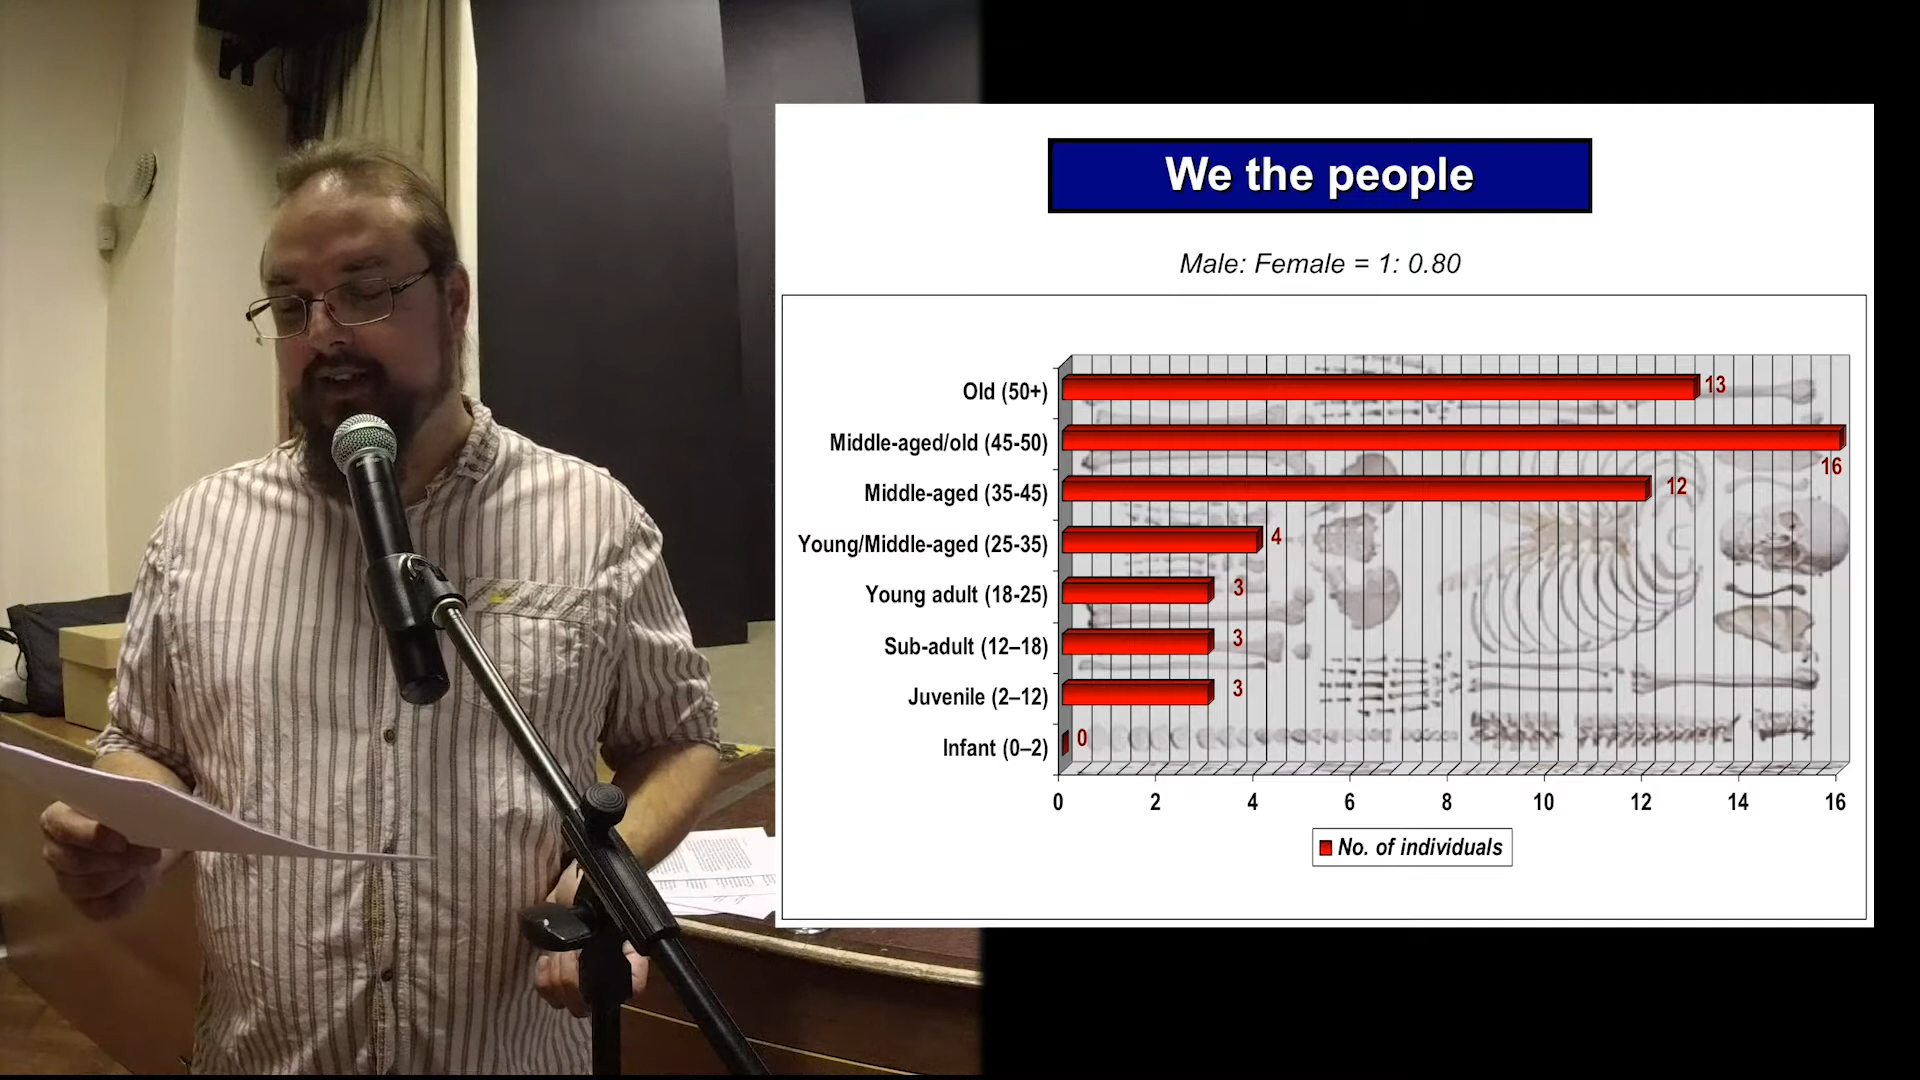 We the people
Male: Female = 1: 0.80
Old (50+)
13
Middle-aged/old (45-50)
16
Middle-aged (35-45)
12
Young/Middle-aged (25-35)
4
Young adult (18-25)
3
Sub-adult (12–18)
3
Juvenile (2–12)
3
Infant (0–2)
0
0 2 4 6 8 10 12 14 16
No. of individuals